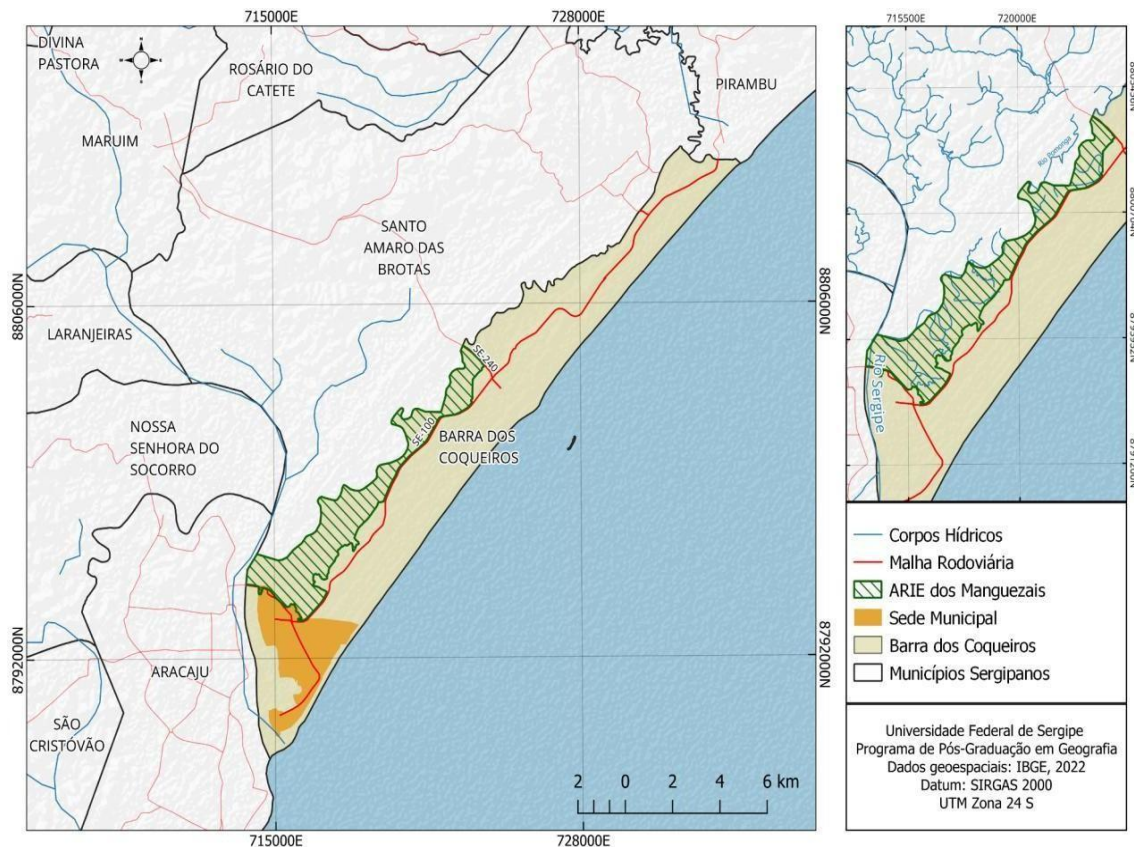 715000E
728000E
DIVINA
PASTORA
N
ROSÁRIO DO
CATETE
PIRAMBU
MARUIM
SANTO
AMARO DAS
BROTAS
8806000N
8806000N
LARANJEIRAS
SE-240
NOSSA
SENHORA DO
SOCORRO
SE-100
BARRA DOS
COQUEIROS
8792000N
8792000N
ARACAJU
SÃO
CRISTÓVÃO
2 0 2 4 6 km
715000E
728000E
715500E
720000E
Rio Pomonga
Rio Sergipe
Corpos Hídricos
Malha Rodoviária
ARIE dos Manguezais
Sede Municipal
Barra dos Coqueiros
Municípios Sergipanos
Universidade Federal de Sergipe
Programa de Pós-Graduação em Geografia
Dados geoespaciais: IBGE, 2022
Datum: SIRGAS 2000
UTM Zona 24 S